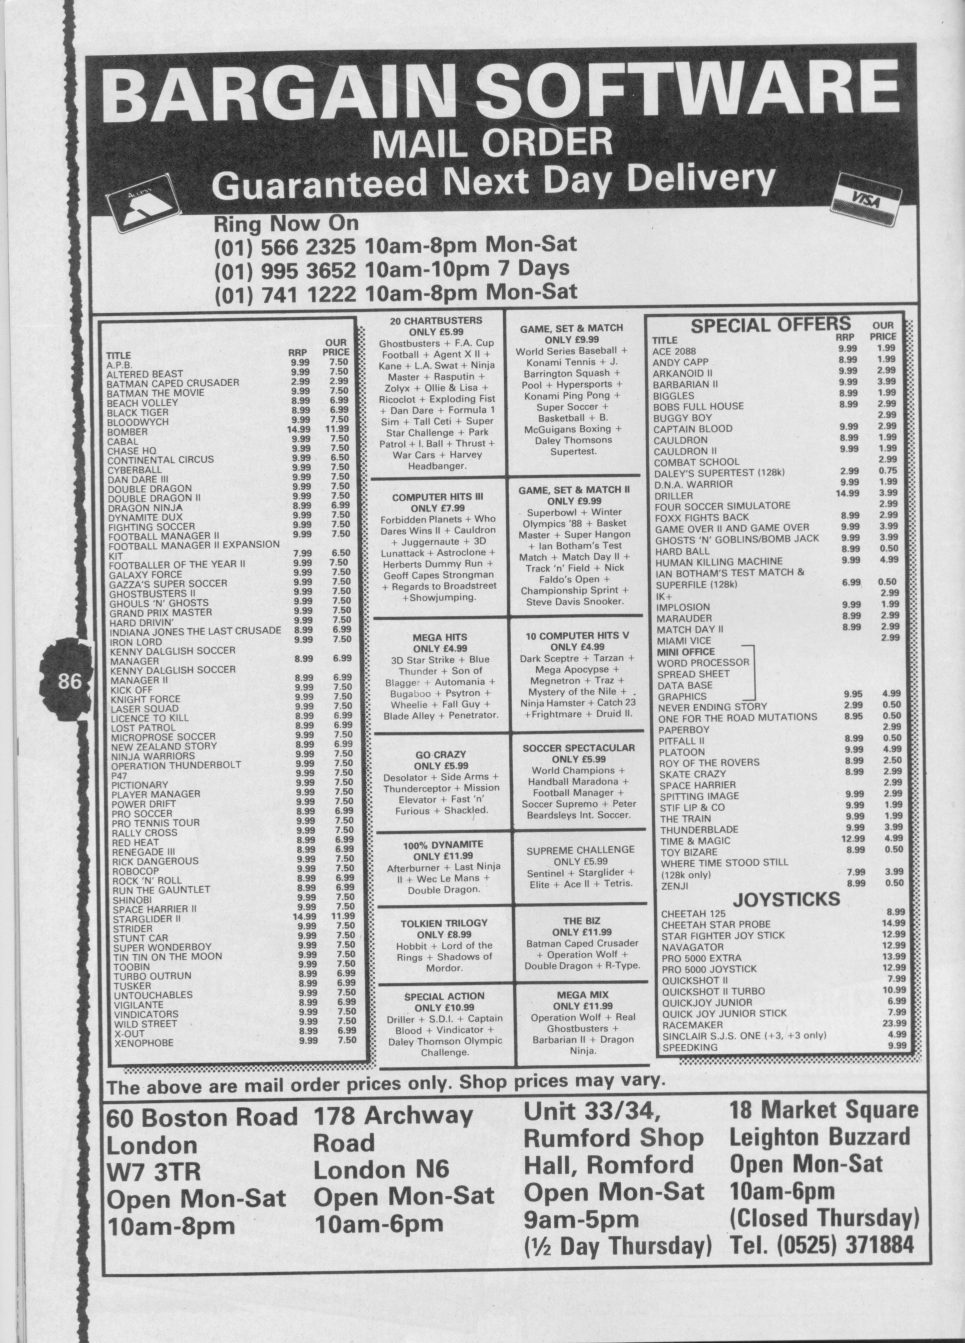 BARGAIN SOFTWARE
MAIL ORDER
Guaranteed Next Day Delivery
Access
VISA
Ring Now On
(01) 566 2325 10am-8pm Mon-Sat
(01) 995 3652 10am-10pm 7 Days
(01) 741 1222 10am-8pm Mon-Sat
OUR
TITLE RRP PRICE
A.P.B. 9.99 7.50
ALTERED BEAST 9.99 7.50
BATMAN CAPED CRUSADER 2.99 2.99
BATMAN THE MOVIE 9.99 7.50
BEACH VOLLEY 8.99 6.99
BLACK TIGER 8.99 6.99
BLOODWYCH 9.99 7.50
BOMBER 14.99 11.99
CABAL 9.99 7.50
CHASE HQ 9.99 7.50
CONTINENTAL CIRCUS 9.99 6.50
CYBERBALL 9.99 7.50
DAN DARE III 9.99 7.50
DOUBLE DRAGON 9.99 7.50
DOUBLE DRAGON II 9.99 7.50
DRAGON NINJA 8.99 6.99
DYNAMITE DUX 9.99 7.50
FIGHTING SOCCER 9.99 7.50
FOOTBALL MANAGER II 9.99 7.50
FOOTBALL MANAGER II EXPANSION
KIT 7.99 6.50
FOOTBALLER OF THE YEAR II 9.99 7.50
GALAXY FORCE 9.99 7.50
GAZZA'S SUPER SOCCER 9.99 7.50
GHOSTBUSTERS II 9.99 7.50
GHOULS 'N' GHOSTS 9.99 7.50
GRAND PRIX MASTER 9.99 7.50
HARD DRIVIN' 9.99 7.50
INDIANA JONES THE LAST CRUSADE 8.99 6.99
IRON LORD 9.99 7.50
KENNY DALGLISH SOCCER
MANAGER 8.99 6.99
KENNY DALGLISH SOCCER
MANAGER II 8.99 6.99
KICK OFF 9.99 7.50
KNIGHT FORCE 9.99 7.50
LASER SQUAD 9.99 7.50
LICENCE TO KILL 8.99 6.99
LOST PATROL 8.99 6.99
MICROPROSE SOCCER 9.99 7.50
NEW ZEALAND STORY 8.99 6.99
NINJA WARRIORS 9.99 7.50
OPERATION THUNDERBOLT 9.99 7.50
P47 9.99 7.50
PICTIONARY 9.99 7.50
PLAYER MANAGER 9.99 7.50
POWER DRIFT 9.99 7.50
PRO SOCCER 8.99 6.99
PRO TENNIS TOUR 9.99 7.50
RALLY CROSS 9.99 7.50
RED HEAT 8.99 6.99
RENEGADE III 8.99 6.99
RICK DANGEROUS 9.99 7.50
ROBOCOP 9.99 7.50
ROCK 'N' ROLL 8.99 6.99
RUN THE GAUNTLET 8.99 6.99
SHINOBI 9.99 7.50
SPACE HARRIER II 9.99 7.50
STARGLIDER II 14.99 11.99
STRIDER 9.99 7.50
STUNT CAR 9.99 7.50
SUPER WONDERBOY 9.99 7.50
TIN TIN ON THE MOON 9.99 7.50
TOOBIN 9.99 7.50
TURBO OUTRUN 8.99 6.99
TUSKER 8.99 6.99
UNTOUCHABLES 9.99 7.50
VIGILANTE 8.99 6.99
VINDICATORS 9.99 7.50
WILD STREET 9.99 7.50
X-OUT 8.99 6.99
XENOPHOBE 9.99 7.50
20 CHARTBUSTERS
ONLY £5.99
Ghostbusters + F.A. Cup
Football + Agent X II +
Kane + L.A. Swat + Ninja
Master + Rasputin +
Zolyx + Ollie & Lisa +
Ricoclot + Exploding Fist
+ Dan Dare + Formula 1
Sim + Tall Ceti + Super
Star Challenge + Park
Patrol + I. Ball + Thrust +
War Cars + Harvey
Headbanger.
COMPUTER HITS III
ONLY £7.99
Forbidden Planets + Who
Dares Wins II + Cauldron
+ Juggernaute + 3D
Lunattack + Astroclone +
Herberts Dummy Run +
Geoff Capes Strongman
+ Regards to Broadstreet
+Showjumping.
MEGA HITS
ONLY £4.99
3D Star Strike + Blue
Thunder + Son of
Blagger + Automania +
Bugaboo + Psytron +
Wheelie + Fall Guy +
Blade Alley + Penetrator.
GO CRAZY
ONLY £5.99
Desolator + Side Arms +
Thunderceptor + Mission
Elevator + Fast 'n'
Furious + Shackled.
100% DYNAMITE
ONLY £11.99
Afterburner + Last Ninja
II + Wec Le Mans +
Double Dragon.
TOLKIEN TRILOGY
ONLY £8.99
Hobbit + Lord of the
Rings + Shadows of
Mordor.
SPECIAL ACTION
ONLY £10.99
Driller + S.D.I. + Captain
Blood + Vindicator +
Daley Thomson Olympic
Challenge.
GAME, SET & MATCH
ONLY £9.99
World Series Baseball +
Konami Tennis + J.
Barrington Squash +
Pool + Hypersports +
Konami Ping Pong +
Super Soccer +
Basketball + B.
McGuigans Boxing +
Daley Thomsons
Supertest.
GAME, SET & MATCH II
ONLY £9.99
Superbowl + Winter
Olympics '88 + Basket
Master + Super Hangon
+ Ian Botham's Test
Match + Match Day II +
Track 'n' Field + Nick
Faldo's Open +
Championship Sprint +
Steve Davis Snooker.
10 COMPUTER HITS V
ONLY £4.99
Dark Sceptre + Tarzan +
Mega Apocypse +
Megnetron + Traz +
Mystery of the Nile +
Ninja Hamster + Catch 23
+Frightmare + Druid II.
SOCCER SPECTACULAR
ONLY £5.99
World Champions +
Handball Maradona +
Football Manager +
Soccer Supremo + Peter
Beardsleys Int. Soccer.
SUPREME CHALLENGE
ONLY £5.99
Sentinel + Starglider +
Elite + Ace II + Tetris.
THE BIZ
ONLY £11.99
Batman Caped Crusader
+ Operation Wolf +
Double Dragon + R-Type.
MEGA MIX
ONLY £11.99
Operation Wolf + Real
Ghostbusters +
Barbarian II + Dragon
Ninja.
SPECIAL OFFERS OUR
TITLE RRP PRICE
ACE 2088 9.99 1.99
ANDY CAPP 8.99 1.99
ARKANOID II 9.99 2.99
BARBARIAN II 9.99 3.99
BIGGLES 8.99 1.99
BOBS FULL HOUSE 8.99 2.99
BUGGY BOY 2.99
CAPTAIN BLOOD 9.99 2.99
CAULDRON 8.99 1.99
CAULDRON II 9.99 1.99
COMBAT SCHOOL 2.99
DALEY'S SUPERTEST (128k) 2.99 0.75
D.N.A. WARRIOR 9.99 1.99
DRILLER 14.99 3.99
FOUR SOCCER SIMULATORE 2.99
FOXX FIGHTS BACK 8.99 2.99
GAME OVER II AND GAME OVER 9.99 3.99
GHOSTS 'N' GOBLINS/BOMB JACK 9.99 3.99
HARD BALL 8.99 0.50
HUMAN KILLING MACHINE 9.99 4.99
IAN BOTHAM'S TEST MATCH &
SUPERFILE (128k) 6.99 0.50
IK+ 2.99
IMPLOSION 9.99 1.99
MARAUDER 8.99 2.99
MATCH DAY II 8.99 2.99
MIAMI VICE 2.99
MINI OFFICE
WORD PROCESSOR
SPREAD SHEET
DATA BASE
GRAPHICS 9.95 4.99
NEVER ENDING STORY 2.99 0.50
ONE FOR THE ROAD MUTATIONS 8.95 0.50
PAPERBOY 2.99
PITFALL II 8.99 0.50
PLATOON 9.99 4.99
ROY OF THE ROVERS 8.99 2.50
SKATE CRAZY 8.99 2.99
SPACE HARRIER 2.99
SPITTING IMAGE 9.99 2.99
STIF LIP & CO 9.99 1.99
THE TRAIN 9.99 1.99
THUNDERBLADE 9.99 3.99
TIME & MAGIC 12.99 4.99
TOY BIZARE 8.99 0.50
WHERE TIME STOOD STILL
(128k only) 7.99 3.99
ZENJI 8.99 0.50
JOYSTICKS
CHEETAH 125 8.99
CHEETAH STAR PROBE 14.99
STAR FIGHTER JOY STICK 12.99
NAVAGATOR 12.99
PRO 5000 EXTRA 13.99
PRO 5000 JOYSTICK 12.99
QUICKSHOT II 7.99
QUICKSHOT II TURBO 10.99
QUICKJOY JUNIOR 6.99
QUICK JOY JUNIOR STICK 7.99
RACEMAKER 23.99
SINCLAIR S.J.S. ONE (+3, +3 only) 4.99
SPEEDKING 9.99
86
The above are mail order prices only. Shop prices may vary.
60 Boston Road
London
W7 3TR
Open Mon-Sat
10am-8pm
178 Archway
Road
London N6
Open Mon-Sat
10am-6pm
Unit 33/34,
Rumford Shop
Hall, Romford
Open Mon-Sat
9am-5pm
(½ Day Thursday)
18 Market Square
Leighton Buzzard
Open Mon-Sat
10am-6pm
(Closed Thursday)
Tel. (0525) 371884